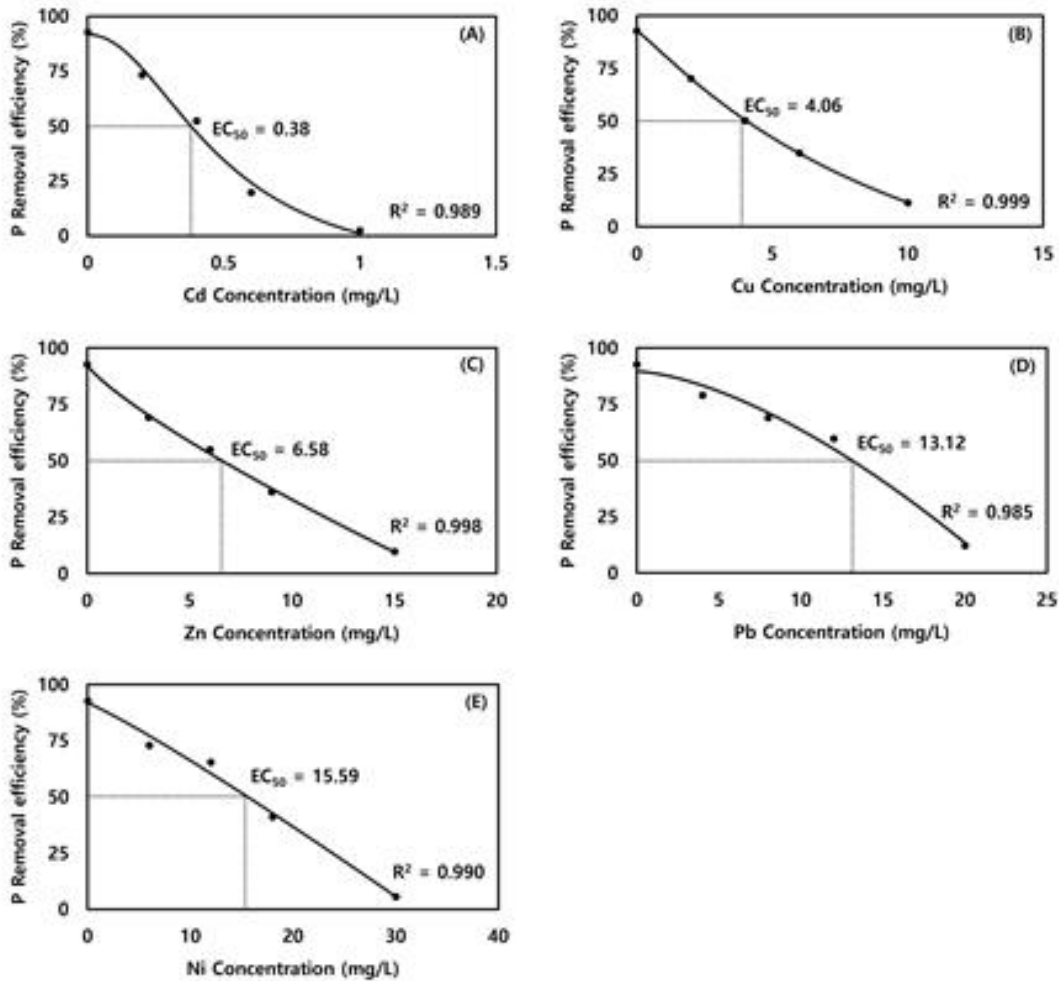 P Removal efficiency (%)
100
75
50
25
0
(A)
EC50 = 0.38
R2 = 0.989
0
0.5
1
1.5
Cd Concentration (mg/L)
P Removal efficency (%)
100
75
50
25
0
(B)
EC50 = 4.06
R2 = 0.999
0
5
10
15
Cu Concentration (mg/L)
P Removal efficiency (%)
100
75
50
25
0
(C)
EC50 = 6.58
R2 = 0.998
0
5
10
15
20
Zn Concentration (mg/L)
P Removal efficiency (%)
100
75
50
25
0
(D)
EC50 = 13.12
R2 = 0.985
0
5
10
15
20
25
Pb Concentration (mg/L)
P Removal efficiency (%)
100
75
50
25
0
(E)
EC50 = 15.59
R2 = 0.990
0
10
20
30
40
Ni Concentration (mg/L)